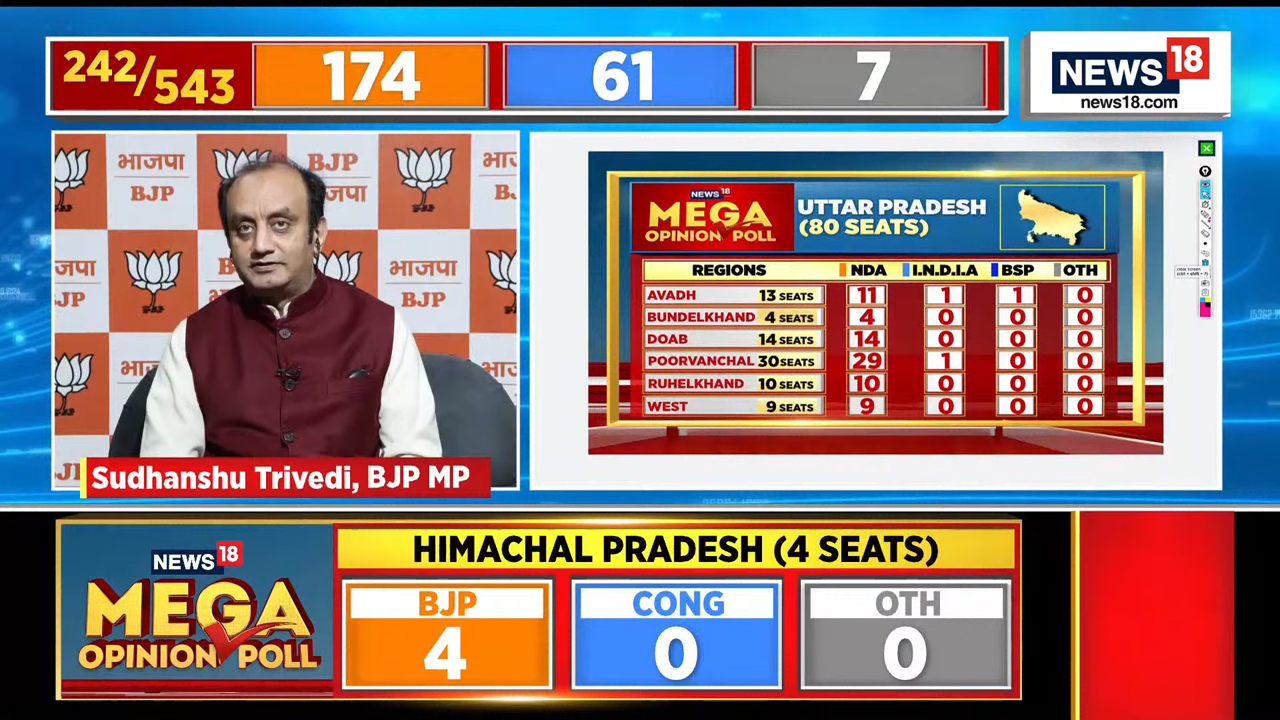 242/543 174 61 7
NEWS 18
news18.com
भाजपा BJP
BJP जपा
भाजपा
BJP
Sudhanshu Trivedi, BJP MP
NEWS 18
MEGA
OPINION POLL
UTTAR PRADESH
(80 SEATS)
REGIONS NDA I.N.D.I.A BSP OTH
AVADH 13 SEATS 11 1 1 0
BUNDELKHAND 4 SEATS 4 0 0 0
DOAB 14 SEATS 14 0 0 0
POORVANCHAL 30 SEATS 29 1 0 0
RUHELKHAND 10 SEATS 10 0 0 0
WEST 9 SEATS 9 0 0 0
NEWS 18
MEGA
OPINION POLL
HIMACHAL PRADESH (4 SEATS)
BJP CONG OTH
4 0 0